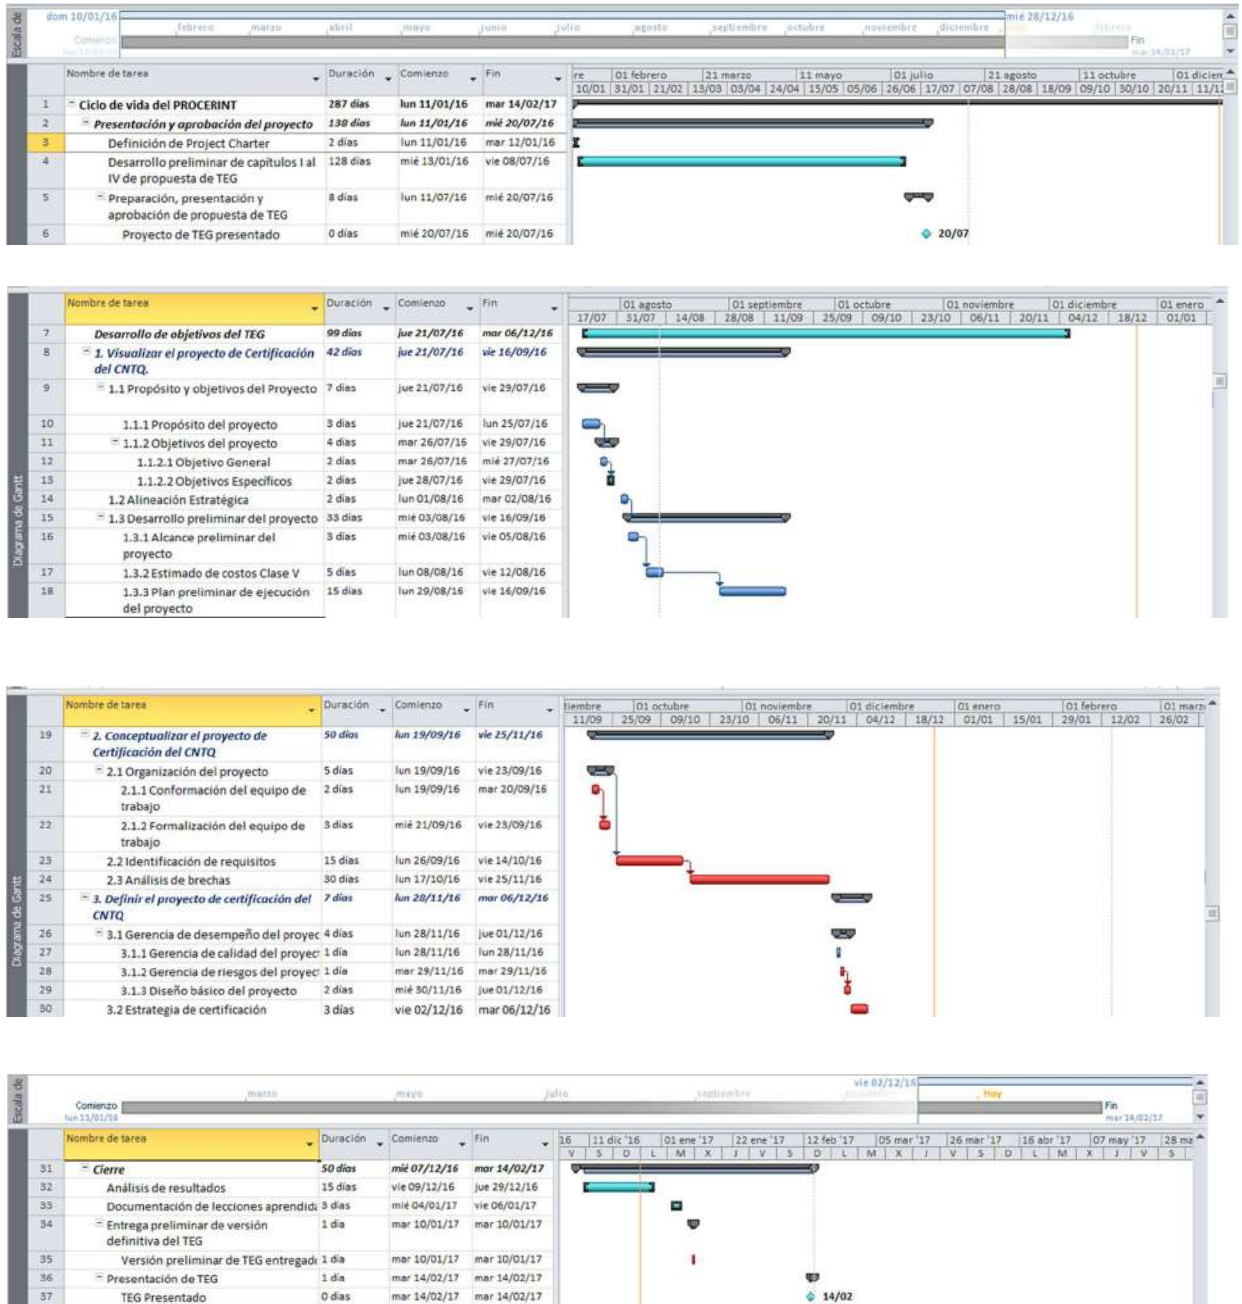 Escala de
dom 10/01/16
mié 28/12/16
febrero marzo abril mayo junio julio agosto septiembre octubre noviembre diciembre febrero
Comienzo
Fin
mar 14/02/17
Nombre de tarea Duración Comienzo Fin
re 01 febrero 21 marzo 11 mayo 01 julio 21 agosto 11 octubre 01 diciem
10/01 31/01 21/02 13/03 03/04 24/04 15/05 05/06 26/06 17/07 07/08 28/08 18/09 09/10 30/10 20/11 11/12
1 Ciclo de vida del PROCERINT 287 días lun 11/01/16 mar 14/02/17
2 Presentación y aprobación del proyecto 138 días lun 11/01/16 mié 20/07/16
3 Definición de Project Charter 2 días lun 11/01/16 mar 12/01/16
4 Desarrollo preliminar de capítulos I al 128 días mié 13/01/16 vie 08/07/16
IV de propuesta de TEG
5 Preparación, presentación y 8 días lun 11/07/16 mié 20/07/16
aprobación de propuesta de TEG
6 Proyecto de TEG presentado 0 días mié 20/07/16 mié 20/07/16 20/07
Nombre de tarea Duración Comienzo Fin
01 agosto 01 septiembre 01 octubre 01 noviembre 01 diciembre 01 enero
17/07 31/07 14/08 28/08 11/09 25/09 09/10 23/10 06/11 20/11 04/12 18/12 01/01
7 Desarrollo de objetivos del TEG 99 días jue 21/07/16 mar 06/12/16
8 1. Visualizar el proyecto de Certificación 42 días jue 21/07/16 vie 16/09/16
del CNTQ.
9 1.1 Propósito y objetivos del Proyecto 7 días jue 21/07/16 vie 29/07/16
10 1.1.1 Propósito del proyecto 3 días jue 21/07/16 lun 25/07/16
11 1.1.2 Objetivos del proyecto 4 días mar 26/07/16 vie 29/07/16
12 1.1.2.1 Objetivo General 2 días mar 26/07/16 mié 27/07/16
13 1.1.2.2 Objetivos Específicos 2 días jue 28/07/16 vie 29/07/16
14 1.2 Alineación Estratégica 2 días lun 01/08/16 mar 02/08/16
15 1.3 Desarrollo preliminar del proyecto 33 días mié 03/08/16 vie 16/09/16
16 1.3.1 Alcance preliminar del 3 días mié 03/08/16 vie 05/08/16
proyecto
17 1.3.2 Estimado de costos Clase V 5 días lun 08/08/16 vie 12/08/16
18 1.3.3 Plan preliminar de ejecución 15 días lun 29/08/16 vie 16/09/16
del proyecto
Diagrama de Gantt
Nombre de tarea Duración Comienzo Fin
tiembre 01 octubre 01 noviembre 01 diciembre 01 enero 01 febrero 01 marz
11/09 25/09 09/10 23/10 06/11 20/11 04/12 18/12 01/01 15/01 29/01 12/02 26/02
19 2. Conceptualizar el proyecto de 50 días lun 19/09/16 vie 25/11/16
Certificación del CNTQ
20 2.1 Organización del proyecto 5 días lun 19/09/16 vie 23/09/16
21 2.1.1 Conformación del equipo de 2 días lun 19/09/16 mar 20/09/16
trabajo
22 2.1.2 Formalización del equipo de 3 días mié 21/09/16 vie 23/09/16
trabajo
23 2.2 Identificación de requisitos 15 días lun 26/09/16 vie 14/10/16
24 2.3 Análisis de brechas 30 días lun 17/10/16 vie 25/11/16
25 3. Definir el proyecto de certificación del 7 días lun 28/11/16 mar 06/12/16
CNTQ
26 3.1 Gerencia de desempeño del proyec 4 días lun 28/11/16 jue 01/12/16
27 3.1.1 Gerencia de calidad del proyect 1 día lun 28/11/16 lun 28/11/16
28 3.1.2 Gerencia de riesgos del proyect 1 día mar 29/11/16 mar 29/11/16
29 3.1.3 Diseño básico del proyecto 2 días mié 30/11/16 jue 01/12/16
30 3.2 Estrategia de certificación 3 días vie 02/12/16 mar 06/12/16
Diagrama de Gantt
Escala de
vie 02/12/16
marzo mayo julio septiembre noviembre Hoy
Comienzo
lun 11/01/16
Fin
mar 14/02/17
Nombre de tarea Duración Comienzo Fin
16 11 dic '16 01 ene '17 22 ene '17 12 feb '17 05 mar '17 26 mar '17 16 abr '17 07 may '17 28 ma
V S D L M X J V S D L M X J V S D L M X J V S
31 Cierre 50 días mié 07/12/16 mar 14/02/17
32 Análisis de resultados 15 días vie 09/12/16 jue 29/12/16
33 Documentación de lecciones aprendida 3 días mié 04/01/17 vie 06/01/17
34 Entrega preliminar de versión 1 día mar 10/01/17 mar 10/01/17
definitiva del TEG
35 Versión preliminar de TEG entregado 1 día mar 10/01/17 mar 10/01/17
36 Presentación de TEG 1 día mar 14/02/17 mar 14/02/17
37 TEG Presentado 0 días mar 14/02/17 mar 14/02/17 14/02